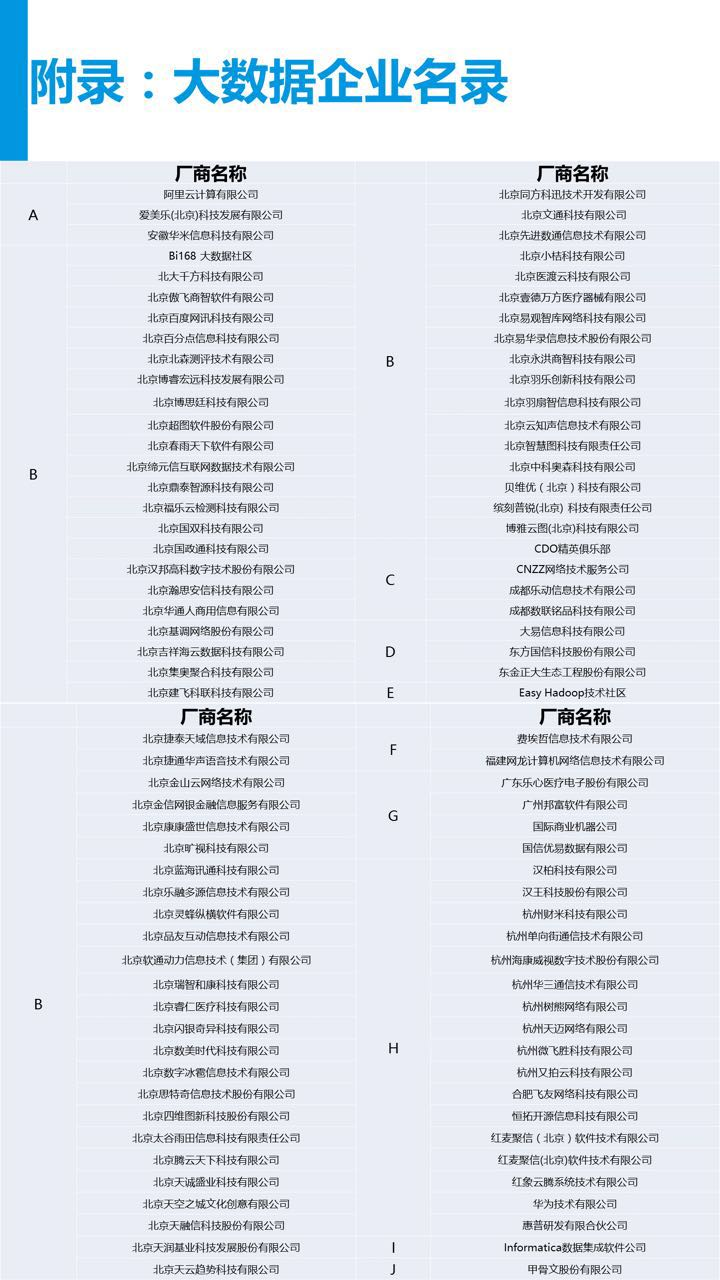 附录：大数据企业名录
厂商名称
A
阿里云计算有限公司
爱美乐(北京)科技发展有限公司
安徽华米信息科技有限公司
B
Bi168 大数据社区
北大千方科技有限公司
北京傲飞商智软件有限公司
北京百度网讯科技有限公司
北京百分点信息科技有限公司
北京北森测评技术有限公司
北京博睿宏远科技发展有限公司
北京博思廷科技有限公司
北京超图软件股份有限公司
北京春雨天下软件有限公司
北京缔元信互联网数据技术有限公司
北京鼎泰智源科技有限公司
北京福乐云检测科技有限公司
北京国双科技有限公司
北京国政通科技有限公司
北京汉邦高科数字技术股份有限公司
北京瀚思安信科技有限公司
北京华通人商用信息有限公司
北京基调网络股份有限公司
北京吉祥海云数据科技有限公司
北京集奥聚合科技有限公司
北京建飞科联科技有限公司
厂商名称
B
北京同方科迅技术开发有限公司
北京文通科技有限公司
北京先进数通信息技术有限公司
北京小桔科技有限公司
北京医渡云科技有限公司
北京壹德万方医疗器械有限公司
北京易观智库网络科技有限公司
北京易华录信息技术股份有限公司
北京永洪商智科技有限公司
北京羽乐创新科技有限公司
北京羽扇智信息科技有限公司
北京云知声信息技术有限公司
北京智慧图科技有限责任公司
北京中科奥森科技有限公司
贝维优（北京）科技有限公司
缤刻普锐(北京) 科技有限责任公司
博雅云图(北京)科技有限公司
C
CDO精英俱乐部
CNZZ网络技术服务公司
成都乐动信息技术有限公司
成都数联铭品科技有限公司
D
大易信息科技有限公司
东方国信科技股份有限公司
东金正大生态工程股份有限公司
E
Easy Hadoop技术社区
厂商名称
B
北京捷泰天域信息技术有限公司
北京捷通华声语音技术有限公司
北京金山云网络技术有限公司
北京金信网银金融信息服务有限公司
北京康康盛世信息技术有限公司
北京旷视科技有限公司
北京蓝海讯通科技有限公司
北京乐融多源信息技术有限公司
北京灵蜂纵横软件有限公司
北京品友互动信息技术有限公司
北京软通动力信息技术（集团）有限公司
北京瑞智和康科技有限公司
北京睿仁医疗科技有限公司
北京闪银奇异科技有限公司
北京数美时代科技有限公司
北京数字冰雹信息技术有限公司
北京思特奇信息技术股份有限公司
北京四维图新科技股份有限公司
北京太谷雨田信息科技有限责任公司
北京腾云天下科技有限公司
北京天诚盛业科技有限公司
北京天空之城文化创意有限公司
北京天融信科技股份有限公司
北京天润基业科技发展股份有限公司
北京天云趋势科技有限公司
厂商名称
F
费埃哲信息技术有限公司
福建网龙计算机网络信息技术有限公司
G
广东乐心医疗电子股份有限公司
广州邦富软件有限公司
国际商业机器公司
国信优易数据有限公司
H
汉柏科技有限公司
汉王科技股份有限公司
杭州财米科技有限公司
杭州单向街通信技术有限公司
杭州海康威视数字技术股份有限公司
杭州华三通信技术有限公司
杭州树熊网络有限公司
杭州天迈网络有限公司
杭州微飞胜科技有限公司
杭州又拍云科技有限公司
合肥飞友网络科技有限公司
恒拓开源信息科技有限公司
红麦聚信（北京）软件技术有限公司
红麦聚信(北京)软件技术有限公司
红象云腾系统技术有限公司
华为技术有限公司
惠普研发有限合伙公司
I
Informatica数据集成软件公司
J
甲骨文股份有限公司